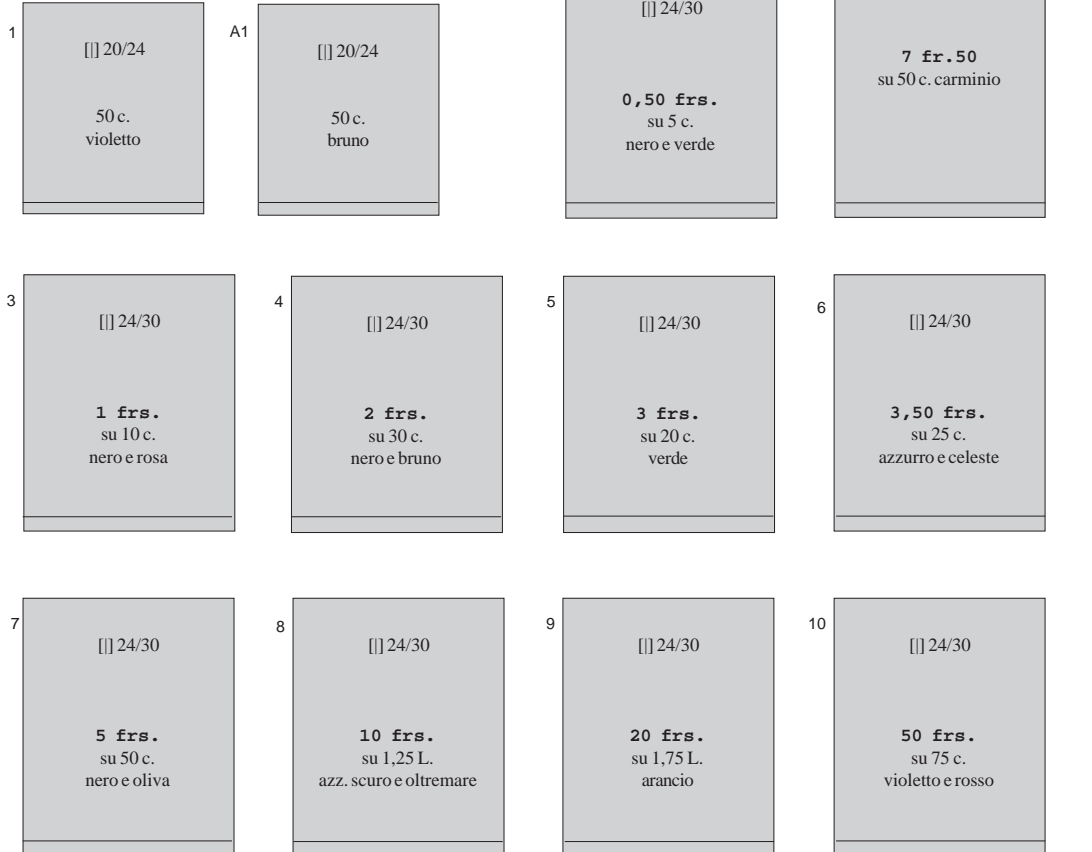 1
[|] 20/24
50 c.
violetto
A1
[|] 20/24
50 c.
bruno
[|] 24/30
0,50 frs.
su 5 c.
nero e verde
7 fr.50
su 50 c. carminio
3
[|] 24/30
1 frs.
su 10 c.
nero e rosa
4
[|] 24/30
2 frs.
su 30 c.
nero e bruno
5
[|] 24/30
3 frs.
su 20 c.
verde
6
[|] 24/30
3,50 frs.
su 25 c.
azzurro e celeste
7
[|] 24/30
5 frs.
su 50 c.
nero e oliva
8
[|] 24/30
10 frs.
su 1,25 L.
azz. scuro e oltremare
9
[|] 24/30
20 frs.
su 1,75 L.
arancio
10
[|] 24/30
50 frs.
su 75 c.
violetto e rosso